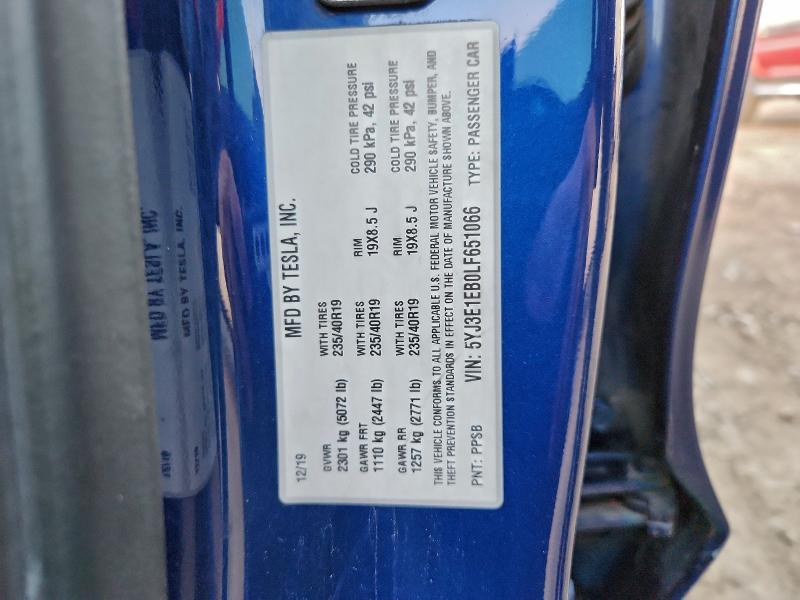 MFD BY TESLA, INC.
12/19
GVWR WITH TIRES
2301 kg (5072 lb) 235/40R19
GAWR FRT WITH TIRES RIM COLD TIRE PRESSURE
1110 kg (2447 lb) 235/40R19 19X8.5 J 290 kPa, 42 psi
GAWR RR WITH TIRES RIM COLD TIRE PRESSURE
1257 kg (2771 lb) 235/40R19 19X8.5 J 290 kPa, 42 psi
THIS VEHICLE CONFORMS TO ALL APPLICABLE U.S. FEDERAL MOTOR VEHICLE SAFETY, BUMPER, AND
THEFT PREVENTION STANDARDS IN EFFECT ON THE DATE OF MANUFACTURE SHOWN ABOVE.
PNT: PPSB VIN: 5YJ3E1EB0LF651066 TYPE: PASSENGER CAR
MFD BY TESLA, INC.